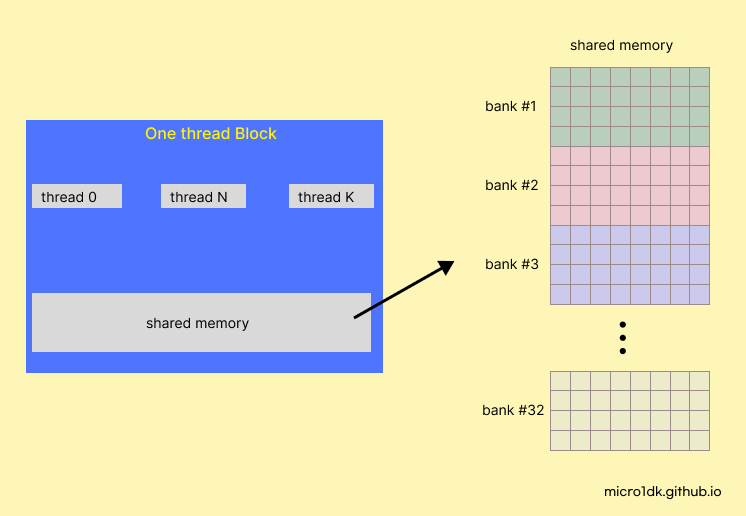 shared memory
bank #1
One thread Block
bank #2
thread 0
thread N
thread K
bank #3
shared memory
bank #32
micro1dk.github.io